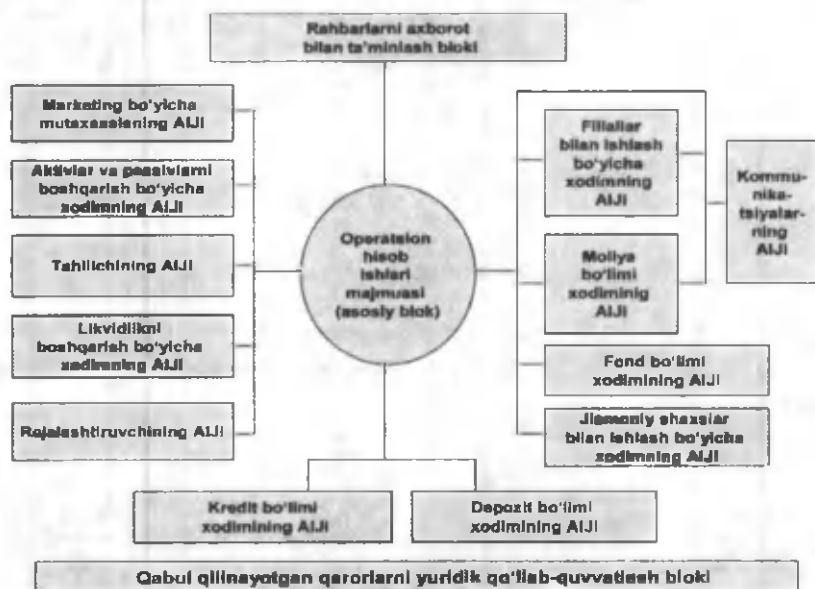 Rahbarlarni axborot
bilan ta'minlash bloki
Marketing bo'yicha
mutaxassisning AIJI
Aktivlar va passivlarni
boshqarish bo'yicha
xodimning AIJI
Tahlilchining AIJI
Likvidlikni
boshqarish bo'yicha
xodimning AIJI
Rejalashtiruvchining AIJI
Operatsion
hisob
ishlari
majmuasi
(asosiy blok)
Filiallar
bilan ishlash
bo'yicha
xodimning
AIJI
Moliya
bo'limi
xodiminig
AIJI
Kommu-
nika-
tsiyalar-
ning
AIJI
Fond bo'limi
xodimining AIJI
Jismoniy shaxslar
bilan ishlash bo'yicha
xodimning AIJI
Kredit bo'limi
xodimining AIJI
Depozit bo'limi
xodimining AIJI
Qabul qilinayotgan qarorlarni yuridik qo'llab-quvvatlash bloki